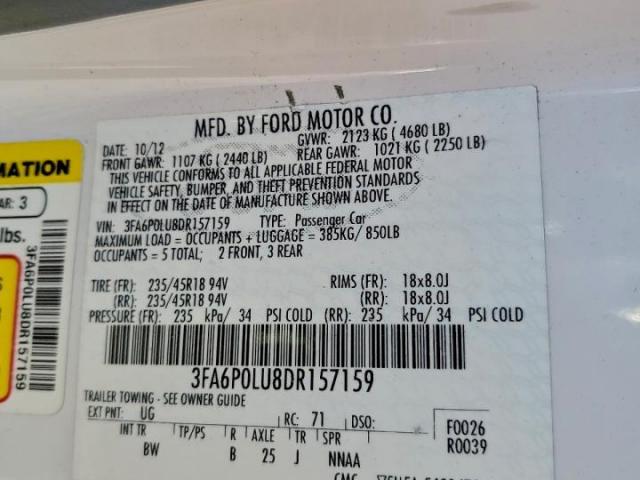 MFD. BY FORD MOTOR CO.
DATE: 10/12
GVWR: 2123 KG ( 4680 LB)
FRONT GAWR: 1107 KG ( 2440 LB)
REAR GAWR: 1021 KG ( 2250 LB)
THIS VEHICLE CONFORMS TO ALL APPLICABLE FEDERAL MOTOR
VEHICLE SAFETY, BUMPER, AND THEFT PREVENTION STANDARDS
IN EFFECT ON THE DATE OF MANUFACTURE SHOWN ABOVE.
VIN: 3FA6P0LU8DR157159 TYPE: Passenger Car
MAXIMUM LOAD = OCCUPANTS + LUGGAGE = 385KG/ 850LB
OCCUPANTS = 5 TOTAL; 2 FRONT, 3 REAR
TIRE (FR): 235/45R18 94V RIMS (FR): 18x8.0J
(RR): 235/45R18 94V (RR): 18x8.0J
PRESSURE (FR): 235 kPa/ 34 PSI COLD (RR): 235 kPa/ 34 PSI COLD
3FA6P0LU8DR157159
TRAILER TOWING - SEE OWNER GUIDE
EXT PNT: UG RC: 71 DSO:
F0026
R0039
INT TR TP/PS R AXLE TR SPR
BW B 25 J NNAA
MATION
AR: 3
lbs.
3FA6P0LU8DR157159